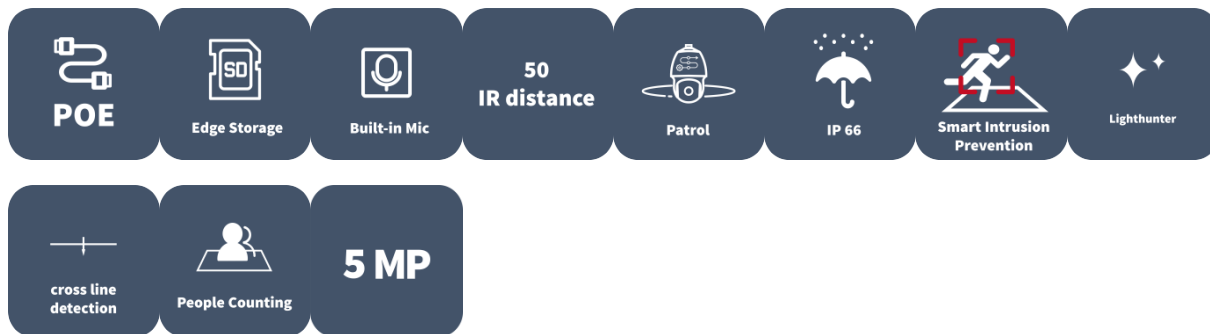 POE
SD
Edge Storage
Built-in Mic
50
IR distance
Patrol
IP 66
Smart Intrusion
Prevention
Lighthunter
cross line
detection
People Counting
5 MP